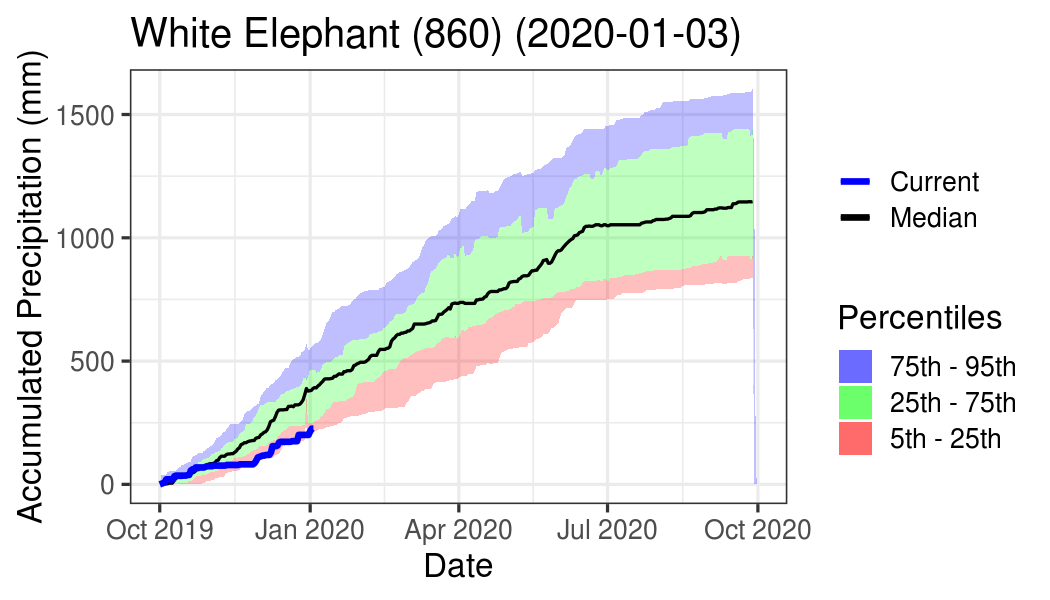 White Elephant (860) (2020-01-03)
Accumulated Precipitation (mm)
1500
1000
500
0
Oct 2019
Jan 2020
Apr 2020
Jul 2020
Oct 2020
Date
Current
Median
Percentiles
75th - 95th
25th - 75th
5th - 25th